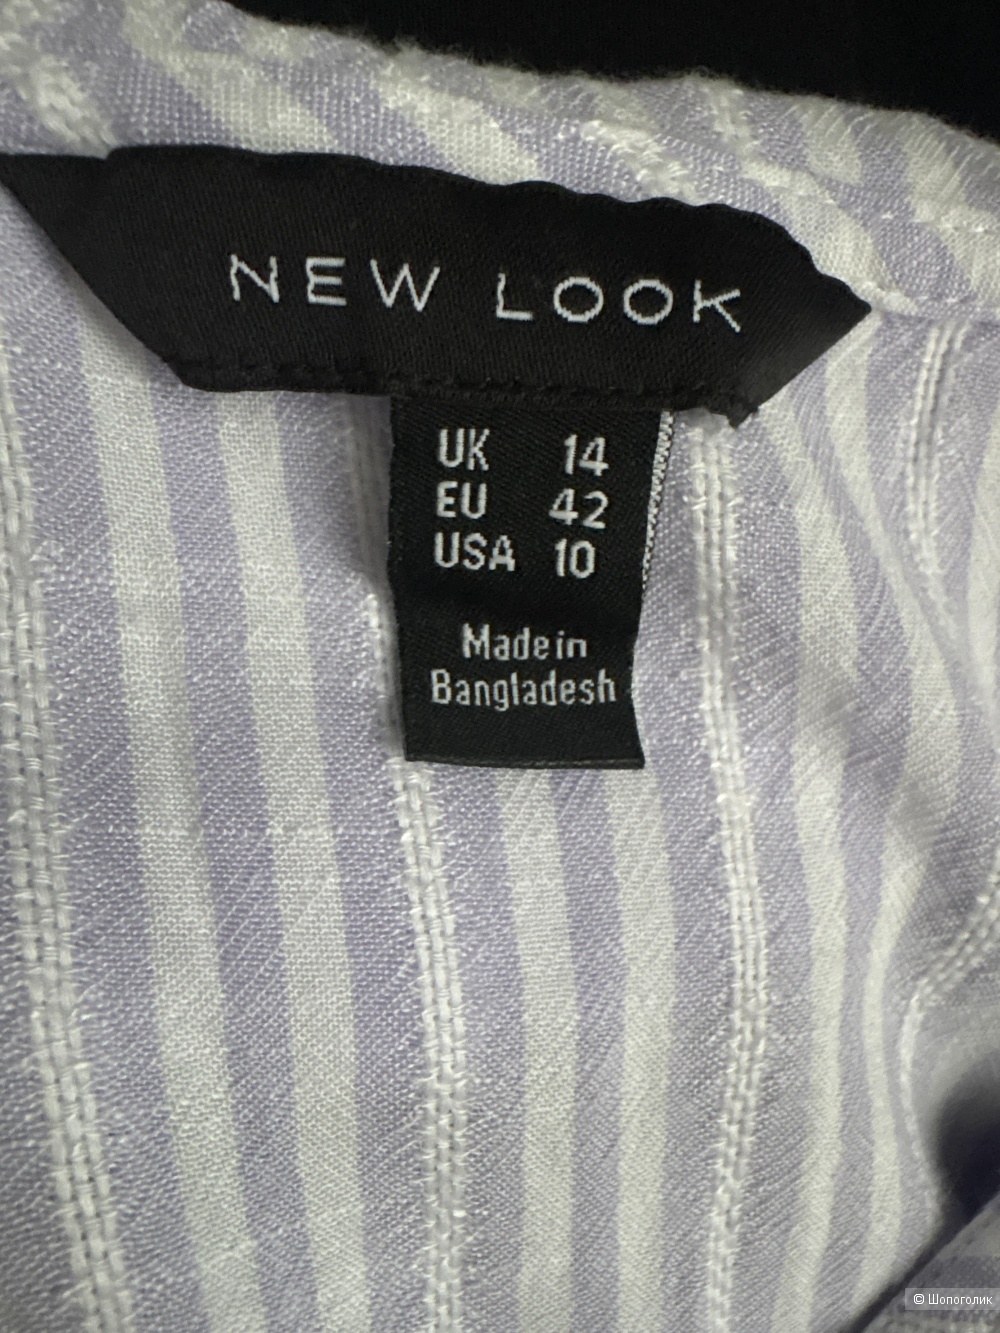 NEW LOOK
UK 14
EU 42
USA 10
Made in
Bangladesh
© Шопоголик